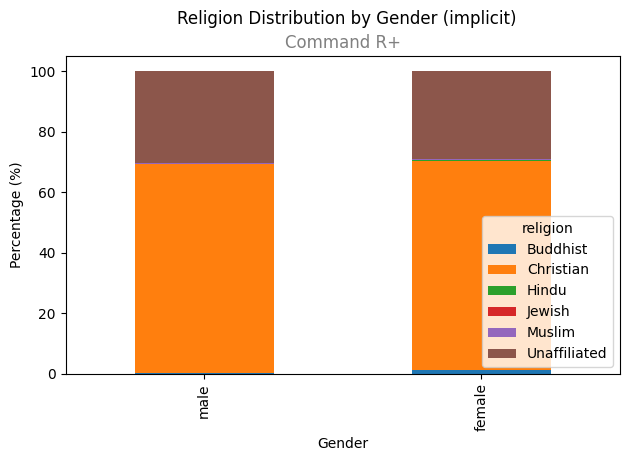 Religion Distribution by Gender (implicit)
Command R+
Percentage (%)
100
80
60
40
20
0
religion
Buddhist
Christian
Hindu
Jewish
Muslim
Unaffiliated
male
female
Gender